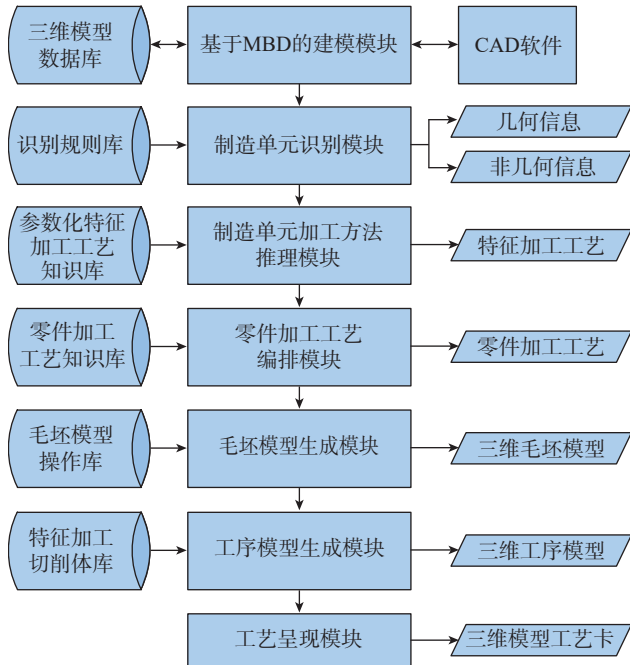 三维模型
数据库
基于MBD的建模模块
CAD软件
识别规则库
制造单元识别模块
几何信息
非几何信息
参数化特征
加工工艺
知识库
制造单元加工方法
推理模块
特征加工工艺
零件加工
工艺知识库
零件加工工艺
编排模块
零件加工工艺
毛坯模型
操作库
毛坯模型生成模块
三维毛坯模型
特征加工
切削体库
工序模型生成模块
三维工序模型
工艺呈现模块
三维模型工艺卡